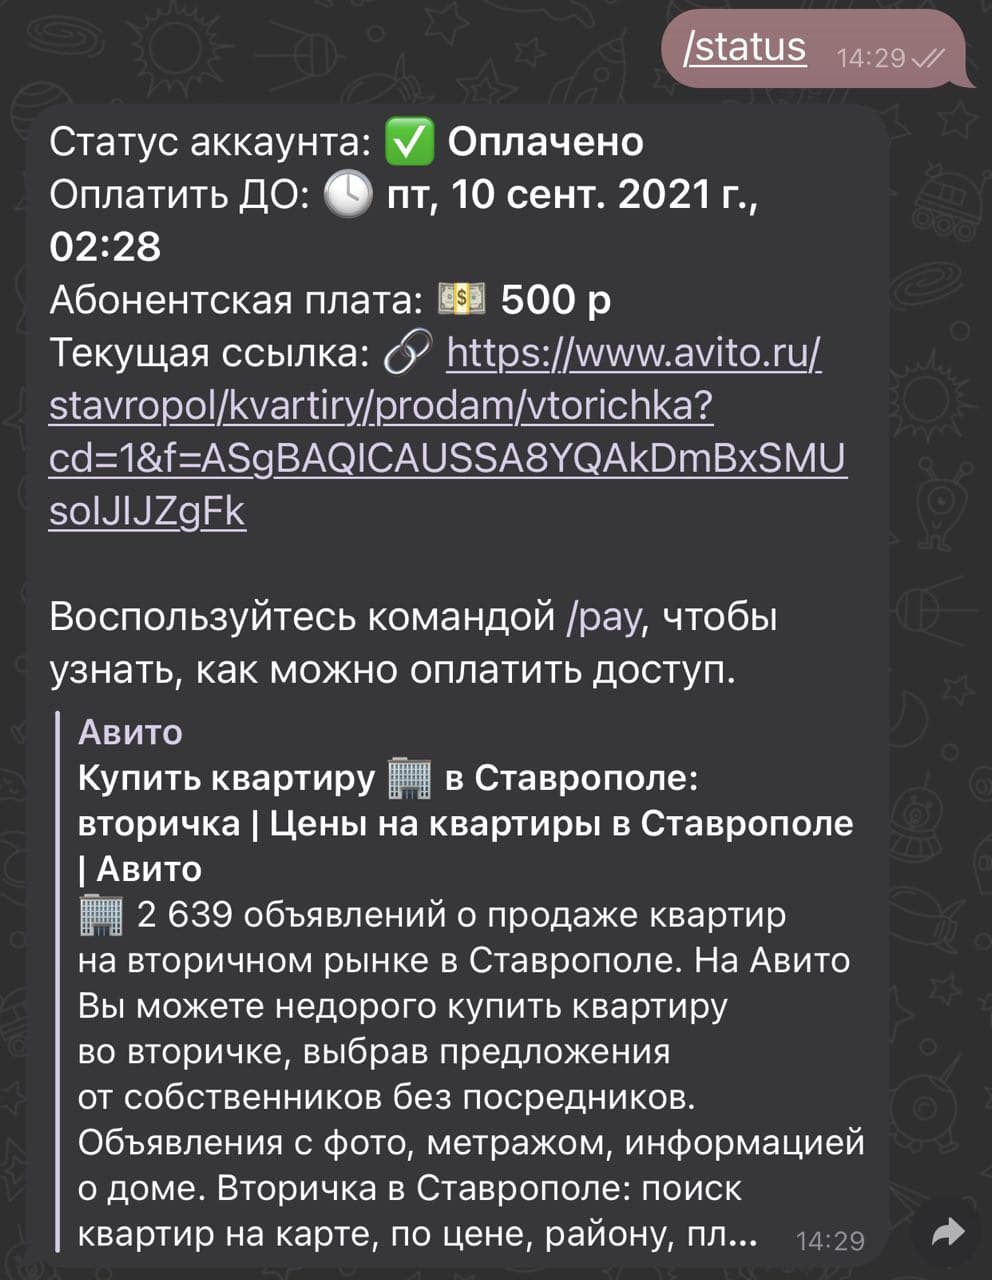 /status 14:29
Статус аккаунта: ✅ Оплачено
Оплатить ДО: 🕓 пт, 10 сент. 2021 г.,
02:28
Абонентская плата: 💵 500 р
Текущая ссылка: 🔗 https://www.avito.ru/
stavropol/kvartiry/prodam/vtorichka?
cd=1&f=ASgBAQICAUSSA8YQAkDmBxSMU
solJIJZgFk
Воспользуйтесь командой /pay, чтобы
узнать, как можно оплатить доступ.
Авито
Купить квартиру 🏢 в Ставрополе:
вторичка | Цены на квартиры в Ставрополе
| Авито
🏢 2 639 объявлений о продаже квартир
на вторичном рынке в Ставрополе. На Авито
Вы можете недорого купить квартиру
во вторичке, выбрав предложения
от собственников без посредников.
Объявления с фото, метражом, информацией
о доме. Вторичка в Ставрополе: поиск
квартир на карте, по цене, району, пл... 14:29